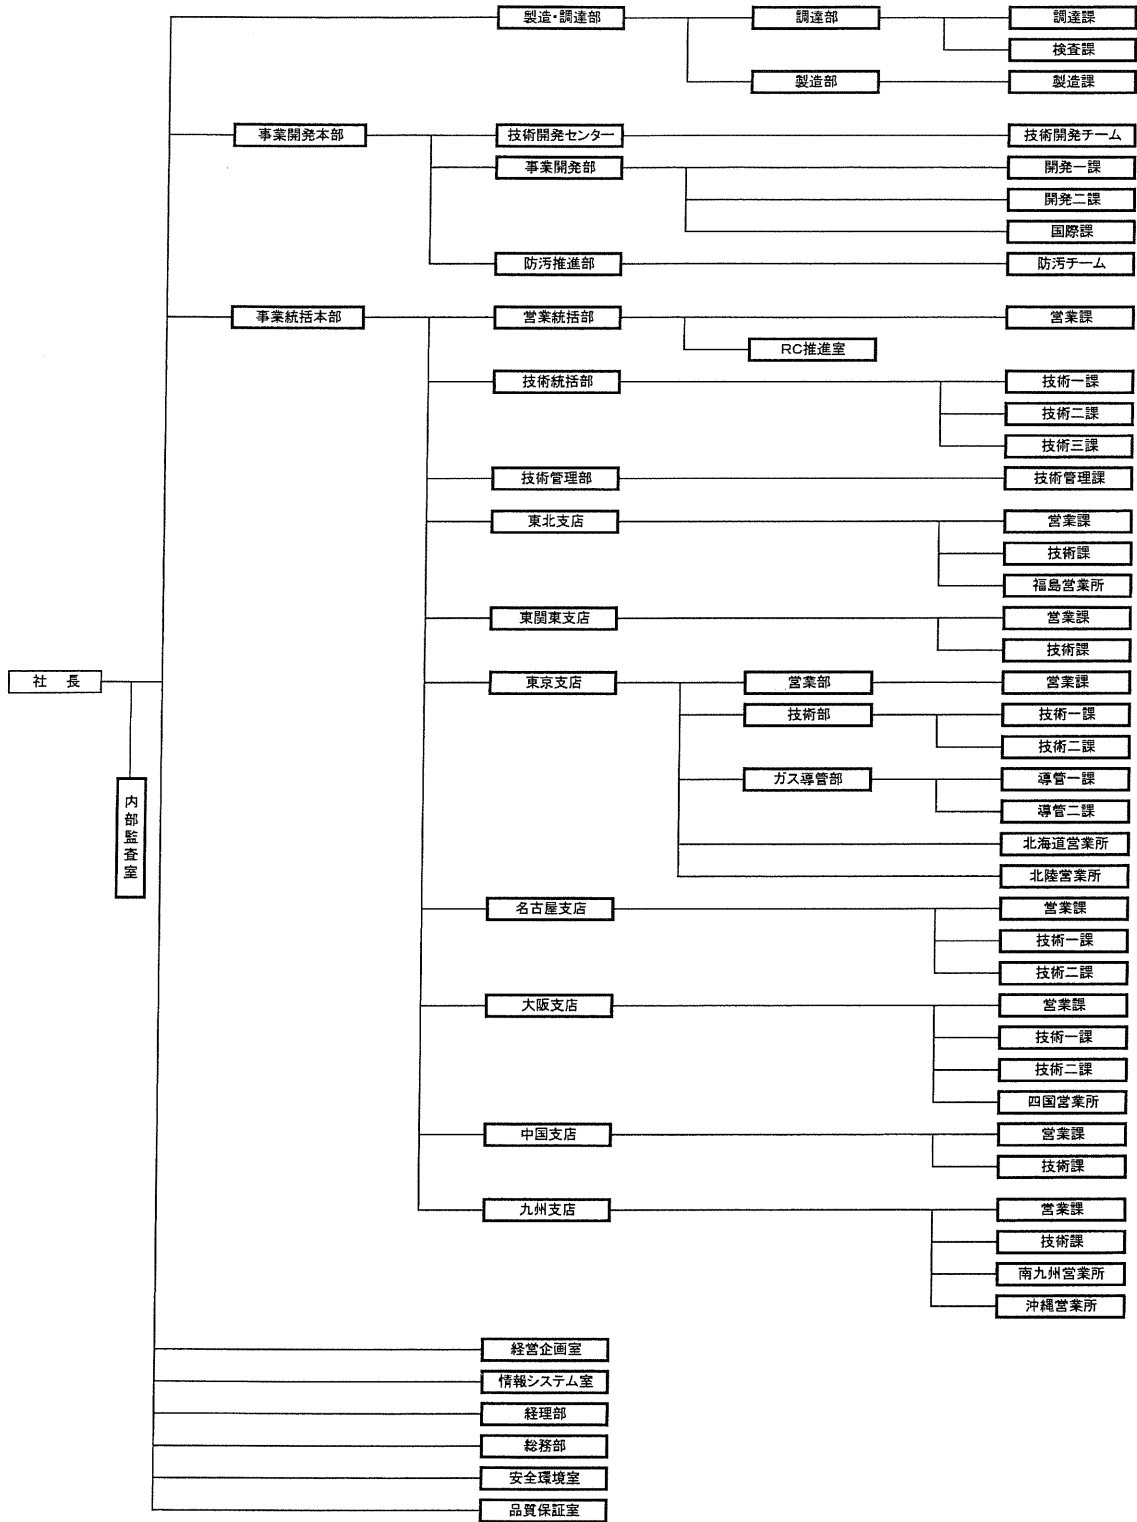 製造・調達部 調達部 調達課
検査課
製造部 製造課
事業開発本部 技術開発センター 技術開発チーム
事業開発部 開発一課
開発二課
国際課
防汚推進部 防汚チーム
事業統括本部 営業統括部 営業課
RC推進室
技術統括部 技術一課
技術二課
技術三課
技術管理部 技術管理課
東北支店 営業課
技術課
福島営業所
東関東支店 営業課
技術課
社 長 東京支店 営業部 営業課
技術部 技術一課
技術二課
ガス導管部 導管一課
導管二課
内部監査室
北海道営業所
北陸営業所
名古屋支店 営業課
技術一課
技術二課
大阪支店 営業課
技術一課
技術二課
四国営業所
中国支店 営業課
技術課
九州支店 営業課
技術課
南九州営業所
沖縄営業所
経営企画室
情報システム室
経理部
総務部
安全環境室
品質保証室